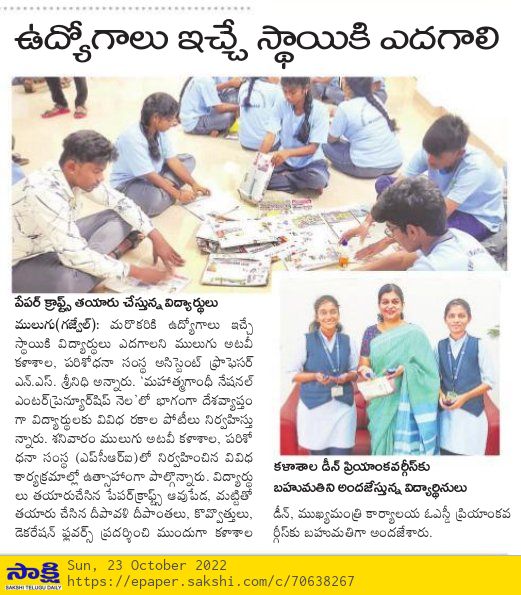 ఉద్యోగాలు ఇచ్చే స్థాయికి ఎదగాలి
పేపర్ క్రాఫ్ట్స్ తయారు చేస్తున్న విద్యార్థులు
ములుగు(గజ్వేల్): మరొకరికి ఉద్యోగాలు ఇచ్చే
స్థాయికి విద్యార్థులు ఎదగాలని ములుగు అటవీ
కళాశాల, పరిశోధనా సంస్థ అసిస్టెంట్ ప్రొఫెసర్
ఎన్.ఎస్. శ్రీనిధి అన్నారు. 'మహాత్మగాంధీ నేషనల్
ఎంటర్‌ప్రెన్యూర్‌షిప్ నెల'లో భాగంగా దేశవ్యాప్తం
గా విద్యార్థులకు వివిధ రకాల పోటీలు నిర్వహిస్తు
న్నారు. శనివారం ములుగు అటవీ కళాశాల, పరిశో
ధనా సంస్థ (ఎఫ్‌సీఆర్ఐ)లో నిర్వహించిన వివిధ
కార్యక్రమాల్లో ఉత్సాహంగా పాల్గొన్నారు. విద్యార్థు
లు తయారుచేసిన పేపర్‌క్రాఫ్ట్స్ ఆవుపేడ, మట్టితో
తయారు చేసిన దీపావళి దీపాంతలు, కొవ్వొత్తులు,
డెకరేషన్ ఫ్లవర్స్ ప్రదర్శించి ముందుగా కళాశాల
కళాశాల డీన్ ప్రియాంకవర్గీస్‌కు
బహుమతిని అందజేస్తున్న విద్యార్థినులు
డీన్, ముఖ్యమంత్రి కార్యాలయ ఓఎస్డీ ప్రియాంకవ
ర్గీస్‌కు బహుమతిగా అందజేశారు.
సాక్షి
SAKSHI TELUGU DAILY
Sun, 23 October 2022
https://epaper.sakshi.com/c/70638267